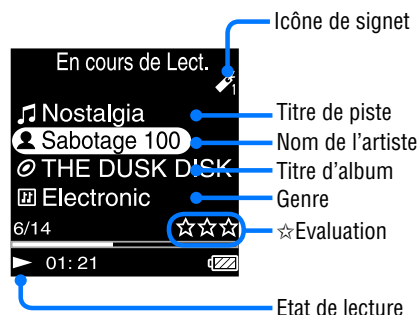 Icône de signet
En cours de Lect.
1
Nostalgia
Titre de piste
Sabotage 100
Nom de l'artiste
THE DUSK DISK
Titre d'album
Electronic
Genre
6/14
☆☆☆
☆Evaluation
01:21
Etat de lecture